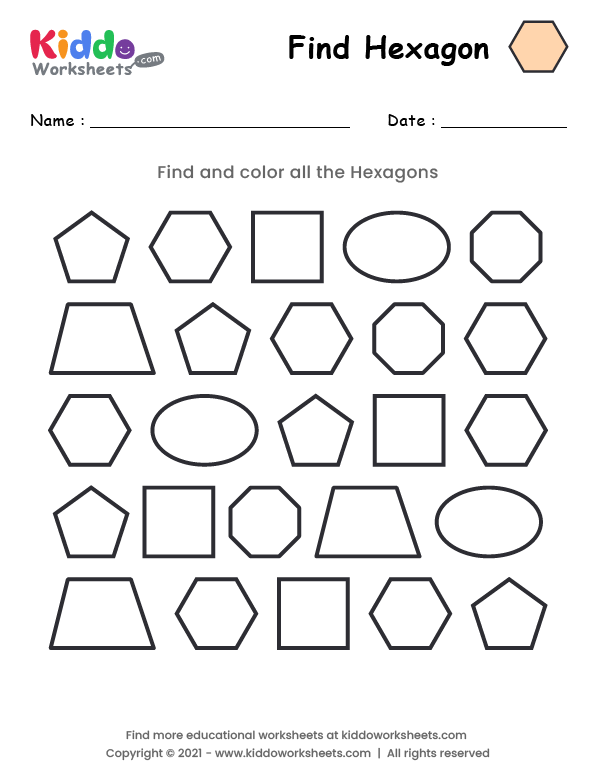 Kiddo
Worksheets
.com
Find Hexagon
Name :
Date :
Find and color all the Hexagons
Find more educational worksheets at kiddoworksheets.com
Copyright © 2021 - www.kiddoworksheets.com | All rights reserved